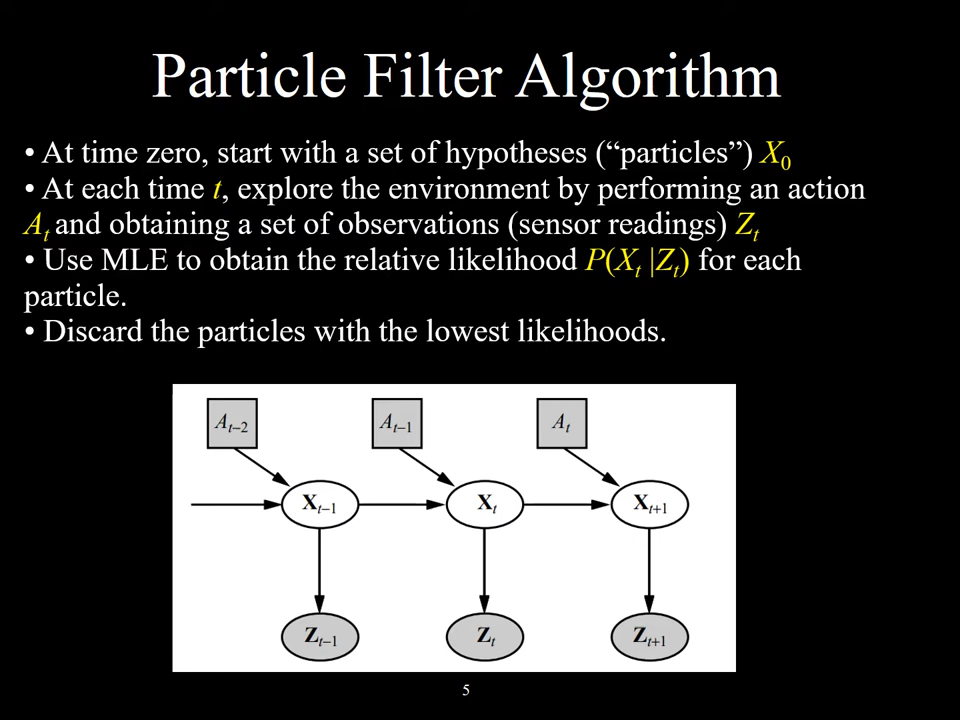 Particle Filter Algorithm
• At time zero, start with a set of hypotheses (“particles”) X0
• At each time t, explore the environment by performing an action
At and obtaining a set of observations (sensor readings) Zt
• Use MLE to obtain the relative likelihood P(Xt |Zt) for each
particle.
• Discard the particles with the lowest likelihoods.
At−2 At−1 At
Xt−1 Xt Xt+1
Zt−1 Zt Zt+1
5